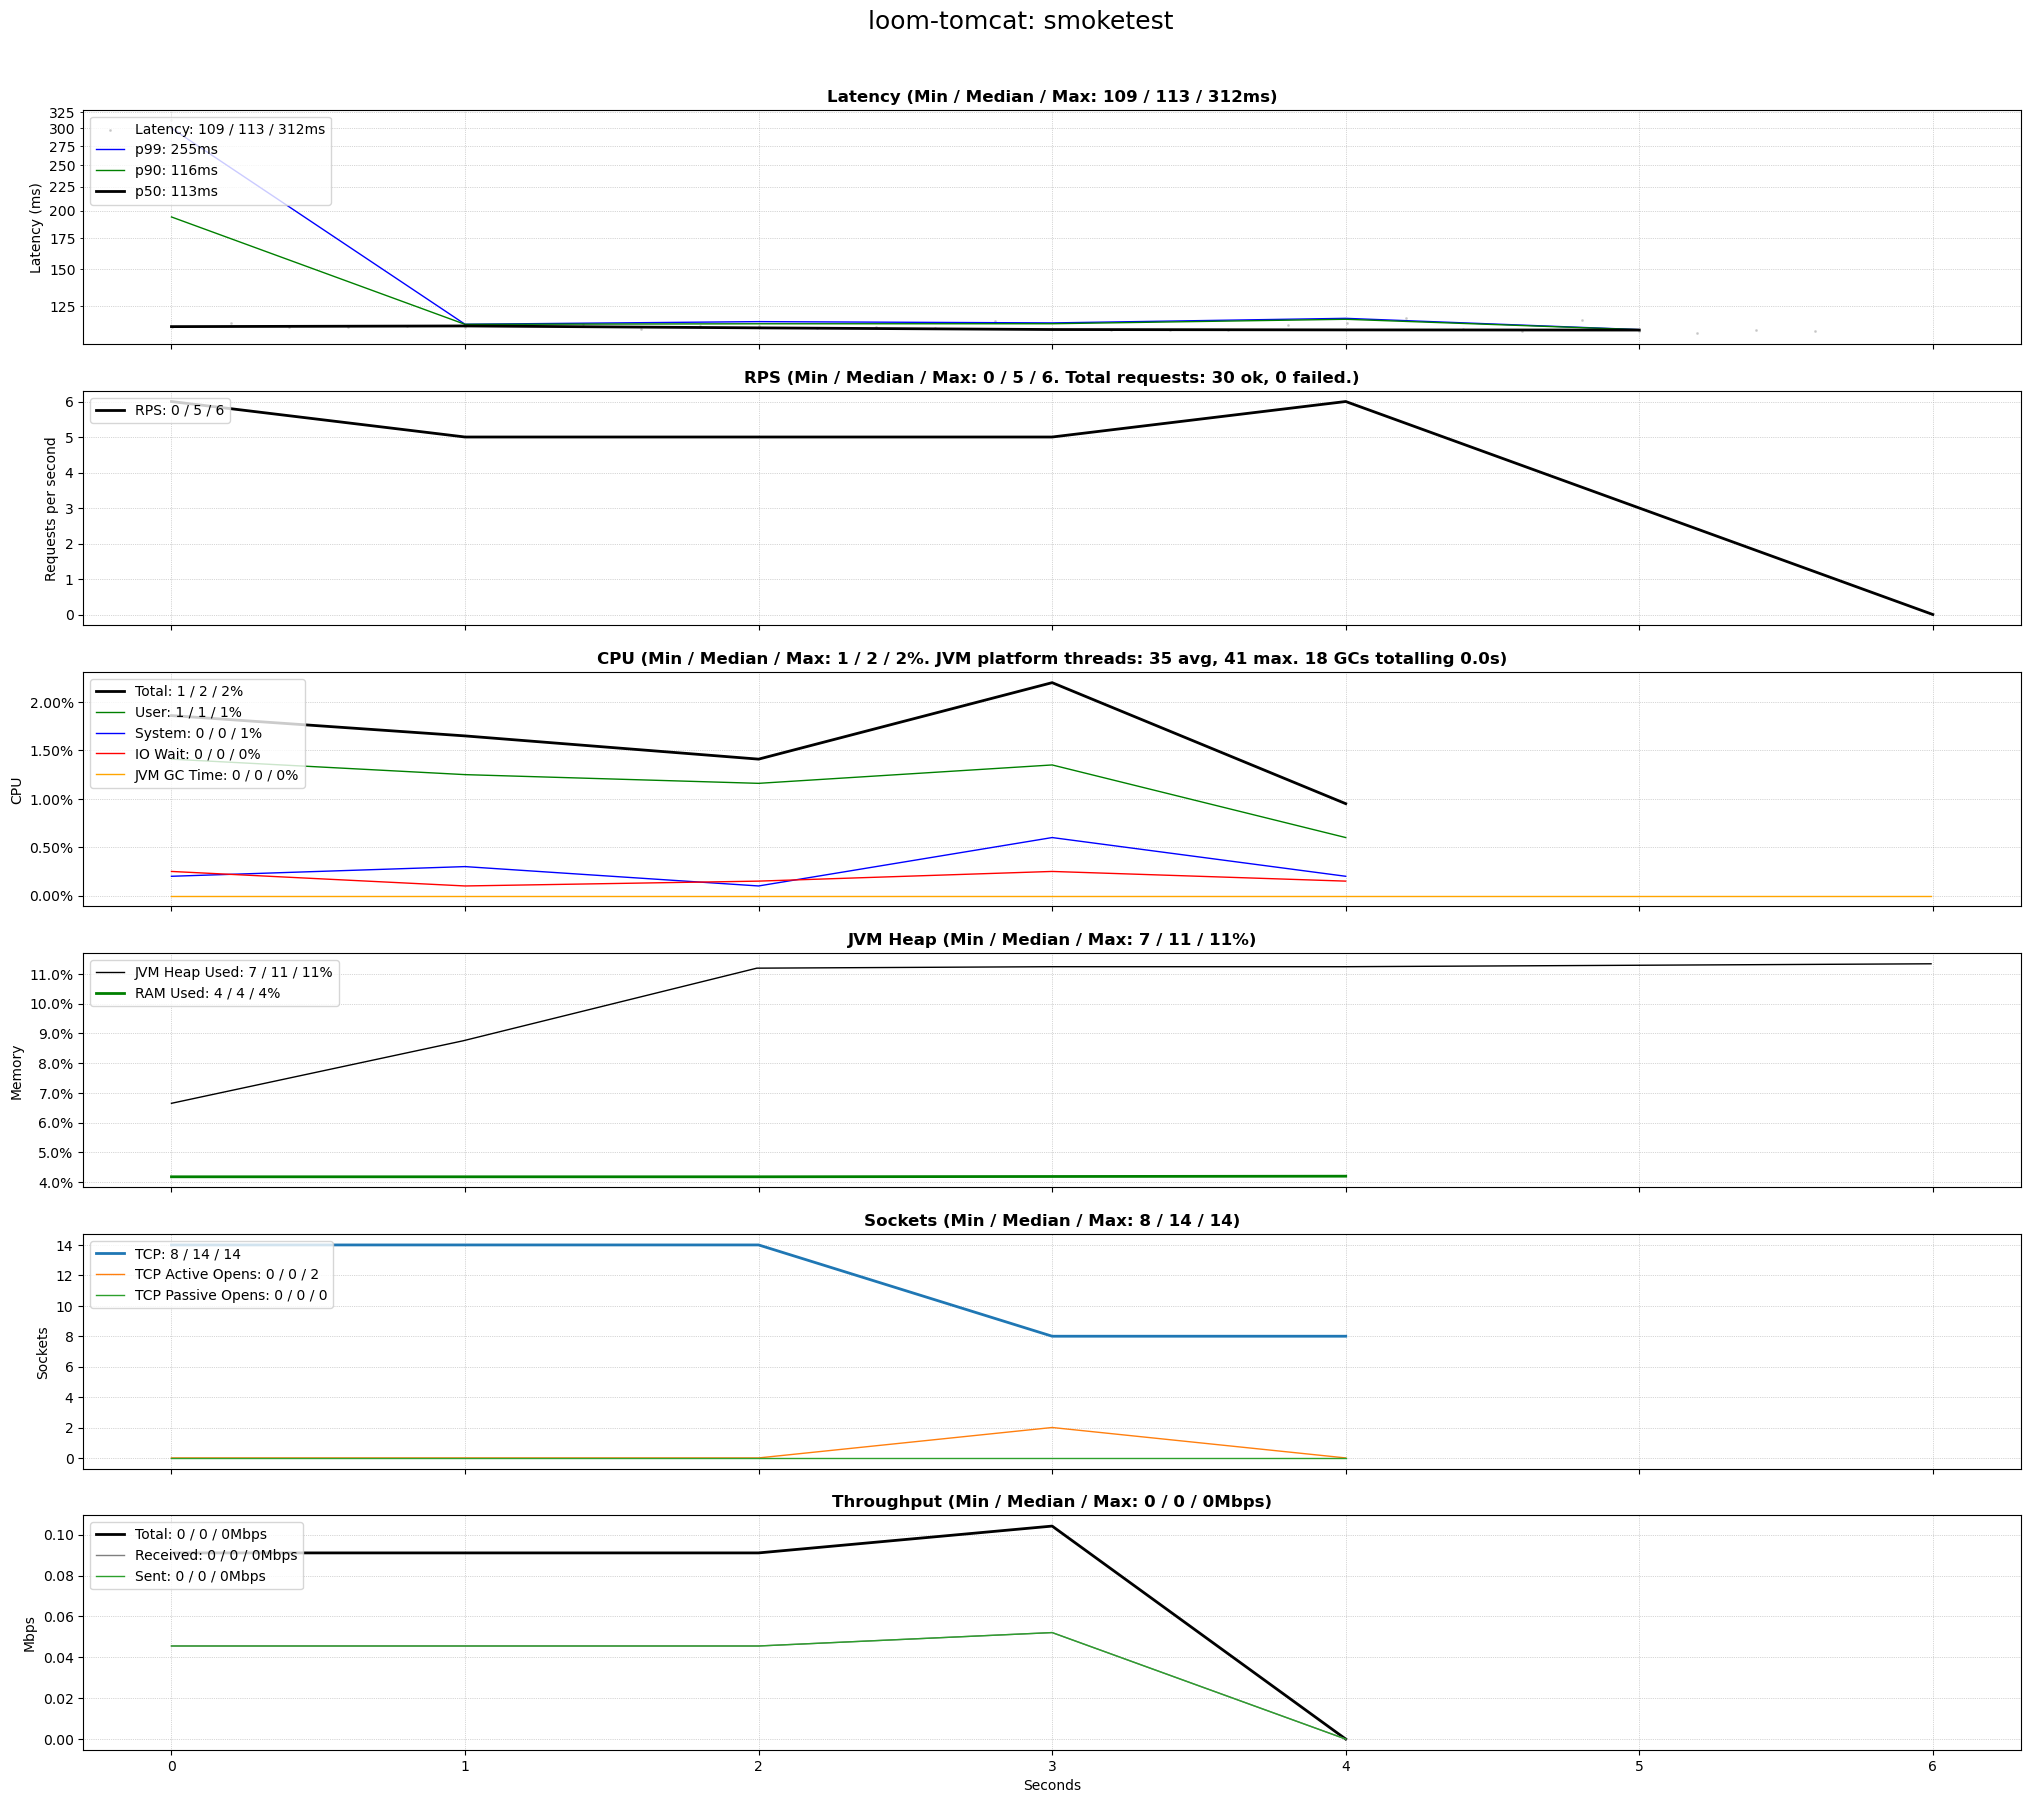 loom-tomcat: smoketest
Latency (Min / Median / Max: 109 / 113 / 312ms)
Latency (ms)
325
300
275
250
225
200
175
150
125
Latency: 109 / 113 / 312ms
p99: 255ms
p90: 116ms
p50: 113ms
RPS (Min / Median / Max: 0 / 5 / 6. Total requests: 30 ok, 0 failed.)
Requests per second
6
5
4
3
2
1
0
RPS: 0 / 5 / 6
CPU (Min / Median / Max: 1 / 2 / 2%. JVM platform threads: 35 avg, 41 max. 18 GCs totalling 0.0s)
CPU
2.00%
1.50%
1.00%
0.50%
0.00%
Total: 1 / 2 / 2%
User: 1 / 1 / 1%
System: 0 / 0 / 1%
IO Wait: 0 / 0 / 0%
JVM GC Time: 0 / 0 / 0%
JVM Heap (Min / Median / Max: 7 / 11 / 11%)
Memory
11.0%
10.0%
9.0%
8.0%
7.0%
6.0%
5.0%
4.0%
JVM Heap Used: 7 / 11 / 11%
RAM Used: 4 / 4 / 4%
Sockets (Min / Median / Max: 8 / 14 / 14)
Sockets
14
12
10
8
6
4
2
0
TCP: 8 / 14 / 14
TCP Active Opens: 0 / 0 / 2
TCP Passive Opens: 0 / 0 / 0
Throughput (Min / Median / Max: 0 / 0 / 0Mbps)
Mbps
0.10
0.08
0.06
0.04
0.02
0.00
Total: 0 / 0 / 0Mbps
Received: 0 / 0 / 0Mbps
Sent: 0 / 0 / 0Mbps
0 1 2 3 4 5 6
Seconds